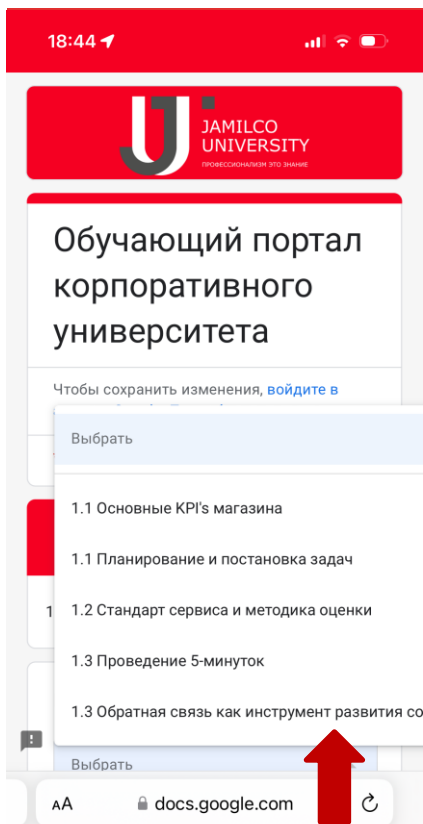 18:44
JAMILCO
UNIVERSITY
ПРОФЕССИОНАЛИЗМ ЭТО ЗНАНИЕ
Обучающий портал
корпоративного
университета
Чтобы сохранить изменения, войдите в
Выбрать
1.1 Основные KPI's магазина
1.1 Планирование и постановка задач
1
1.2 Стандарт сервиса и методика оценки
1.3 Проведение 5-минуток
1.3 Обратная связь как инструмент развития со
Выбрать
AA docs.google.com